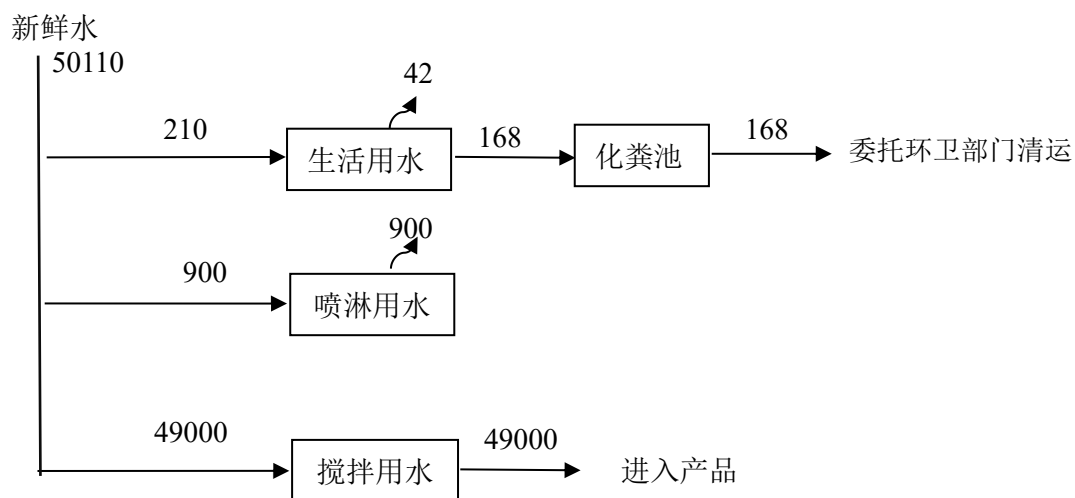 新鲜水
50110
42
210
生活用水
168
化粪池
168
委托环卫部门清运
900
900
喷淋用水
49000
搅拌用水
49000
进入产品